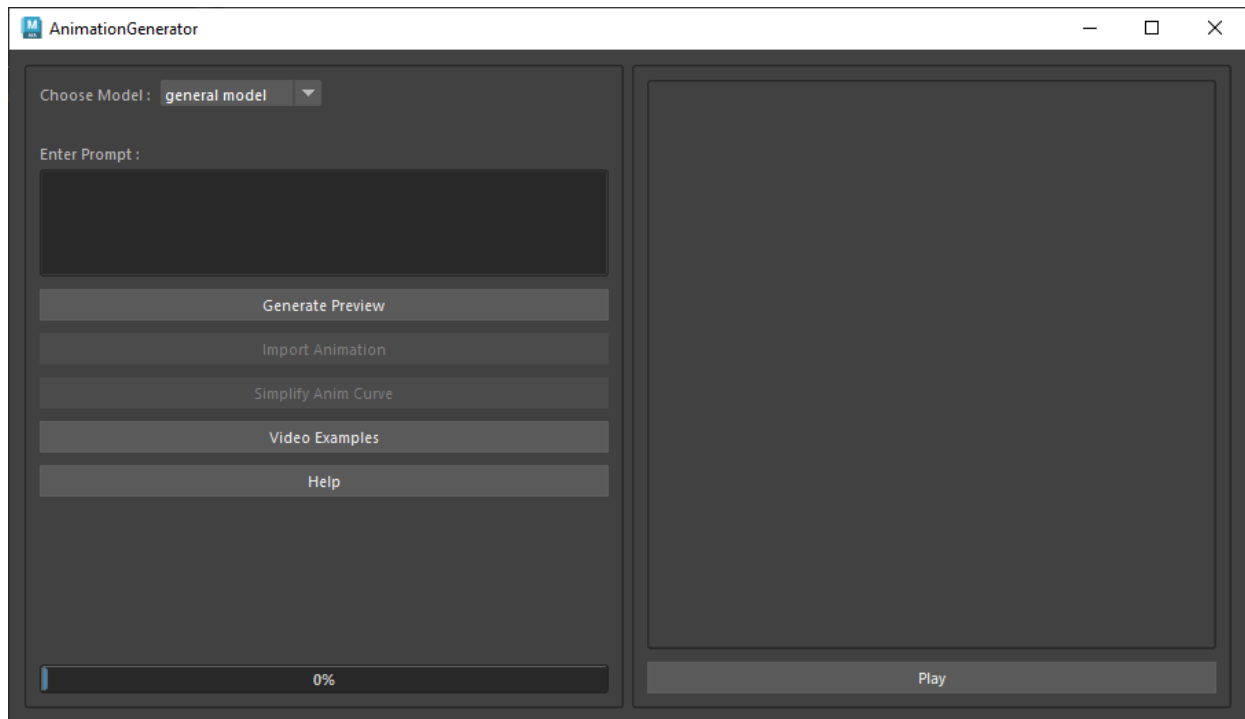 AnimationGenerator
Choose Model : general model
Enter Prompt :
Generate Preview
Import Animation
Simplify Anim Curve
Video Examples
Help
0%
Play